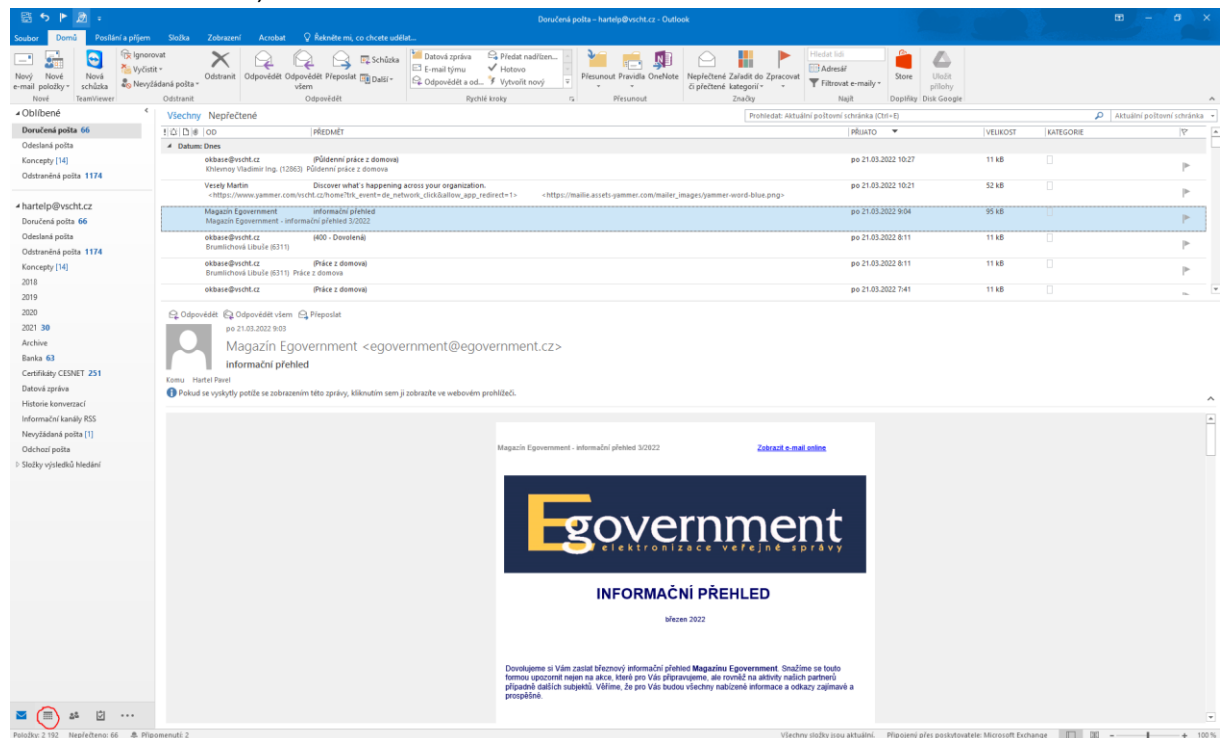 Doručená pošta – hartelp@vscht.cz - Outlook
Soubor Domů Posílání a příjem Složka Zobrazení Acrobat Řekněte mi, co chcete udělat...
Nový e-mail
Nové položky
Nová schůzka
Ignorovat
Vyčistit
Nevyžádaná pošta
Odstranit
Odpovědět
Odpovědět všem
Přeposlat
Schůzka
Další
Datová zpráva
E-mail týmu
Odpovědět a od...
Předat nadřízen...
Hotovo
Vytvořit nový
Přesunout
Pravidla
OneNote
Nepřečtené či přečtené
Zařadit do kategorií
Zpracovat
Hledat lidi
Adresář
Filtrovat e-maily
Store
Uložit přílohy
Nové TeamViewer Odstranit Odpovědět Rychlé kroky Přesunout Značky Najít Doplňky Disk Google
Oblíbené
Doručená pošta 66
Odeslaná pošta
Koncepty [14]
Odstraněná pošta 1174
hartelp@vscht.cz
Doručená pošta 66
Odeslaná pošta
Odstraněná pošta 1174
Koncepty [14]
2018
2019
2020
2021 30
Archive
Banka 63
Certifikáty CESNET 251
Datová zpráva
Historie konverzací
Informační kanály RSS
Nevyžádaná pošta [1]
Odchozí pošta
Složky výsledků hledání
Všechny Nepřečtené
Prohledat: Aktuální poštovní schránka (Ctrl+E)
Aktuální poštovní schránka
OD PŘEDMĚT PŘIJATO VELIKOST KATEGORIE
Datum: Dnes
okbase@vscht.cz (Půldenní práce z domova) po 21.03.2022 10:27 11 kB
Khlevnoy Vladimir Ing. (12863) Půldenní práce z domova
Vesely Martin Discover what's happening across your organization. po 21.03.2022 10:21 52 kB
<https://www.yammer.com/vscht.cz/home?trk_event=de_network_click&allow_app_redirect=1> <https://mailie.assets-yammer.com/mailer_images/yammer-word-blue.png>
Magazín Egovernment informační přehled po 21.03.2022 9:04 95 kB
Magazín Egovernment - informační přehled 3/2022
okbase@vscht.cz (400 - Dovolená) po 21.03.2022 8:11 11 kB
Brumlichová Libuše (6311)
okbase@vscht.cz (Práce z domova) po 21.03.2022 8:11 11 kB
Brumlichová Libuše (6311) Práce z domova
okbase@vscht.cz (Práce z domova) po 21.03.2022 7:41 11 kB
Odpovědět Odpovědět všem Přeposlat
po 21.03.2022 9:03
Magazín Egovernment <egovernment@egovernment.cz>
informační přehled
Komu Hartel Pavel
Pokud se vyskytly potíže se zobrazením této zprávy, kliknutím sem ji zobrazíte ve webovém prohlížeči.
Magazín Egovernment - informační přehled 3/2022 Zobrazit e-mail online
Egovernment
elektronizace veřejné správy
INFORMAČNÍ PŘEHLED
březen 2022
Dovolujeme si Vám zaslat březnový informační přehled Magazínu Egovernment. Snažíme se touto
formou upozornit nejen na akce, které pro Vás připravujeme, ale rovněž na aktivity našich partnerů
případně dalších subjektů. Věříme, že pro Vás budou všechny nabízené informace a odkazy zajímavé a
prospěšné.
Položky: 2 192 Nepřečteno: 66 Připomenutí: 2 Všechny složky jsou aktuální. Připojení přes poskytovatele: Microsoft Exchange 100 %